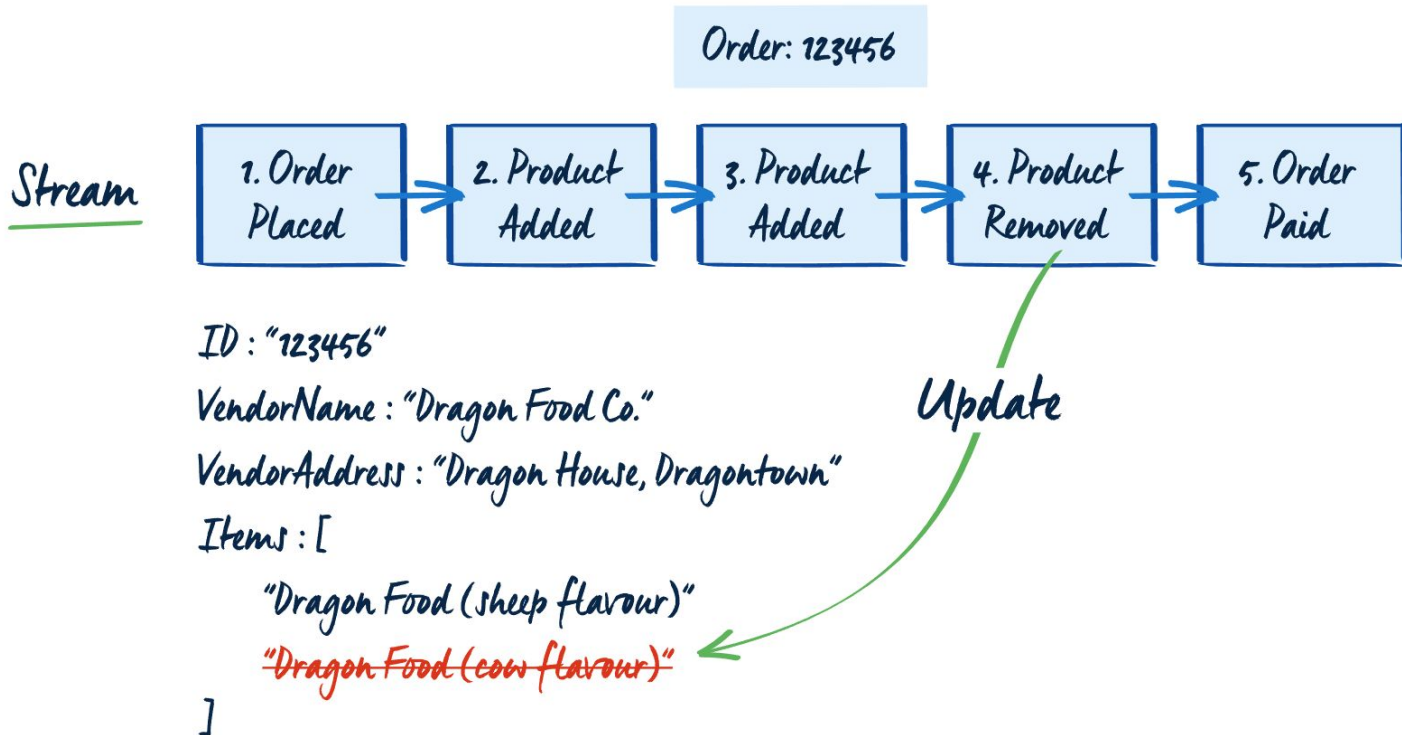 Order: 123456
Stream
1. Order
Placed
2. Product
Added
3. Product
Added
4. Product
Removed
5. Order
Paid
ID : "123456"
VendorName : "Dragon Food Co."
VendorAddress : "Dragon House, Dragontown"
Items : [
"Dragon Food (sheep flavour)"
"Dragon Food (cow flavour)"
]
Update